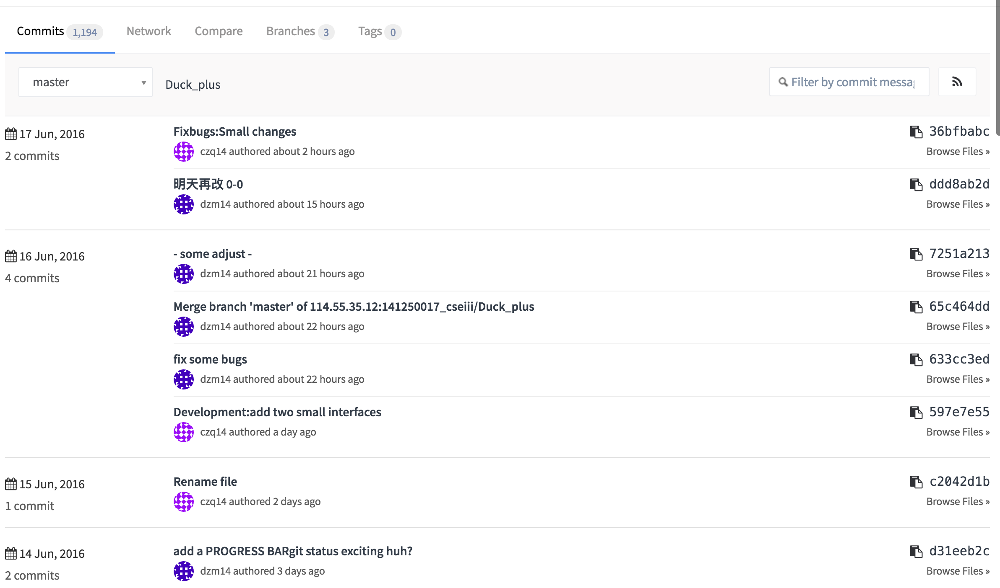 Commits 1,194 Network Compare Branches 3 Tags 0
master Duck_plus Filter by commit messa
17 Jun, 2016
2 commits
Fixbugs:Small changes 36bfbabc
czq14 authored about 2 hours ago Browse Files »
明天再改 0-0 ddd8ab2d
dzm14 authored about 15 hours ago Browse Files »
16 Jun, 2016
4 commits
- some adjust - 7251a213
dzm14 authored about 21 hours ago Browse Files »
Merge branch 'master' of 114.55.35.12:141250017_cseiii/Duck_plus 65c464dd
dzm14 authored about 22 hours ago Browse Files »
fix some bugs 633cc3ed
dzm14 authored about 22 hours ago Browse Files »
Development:add two small interfaces 597e7e55
czq14 authored a day ago Browse Files »
15 Jun, 2016
1 commit
Rename file c2042d1b
czq14 authored 2 days ago Browse Files »
14 Jun, 2016
2 commits
add a PROGRESS BARgit status exciting huh? d31eeb2c
dzm14 authored 3 days ago Browse Files »